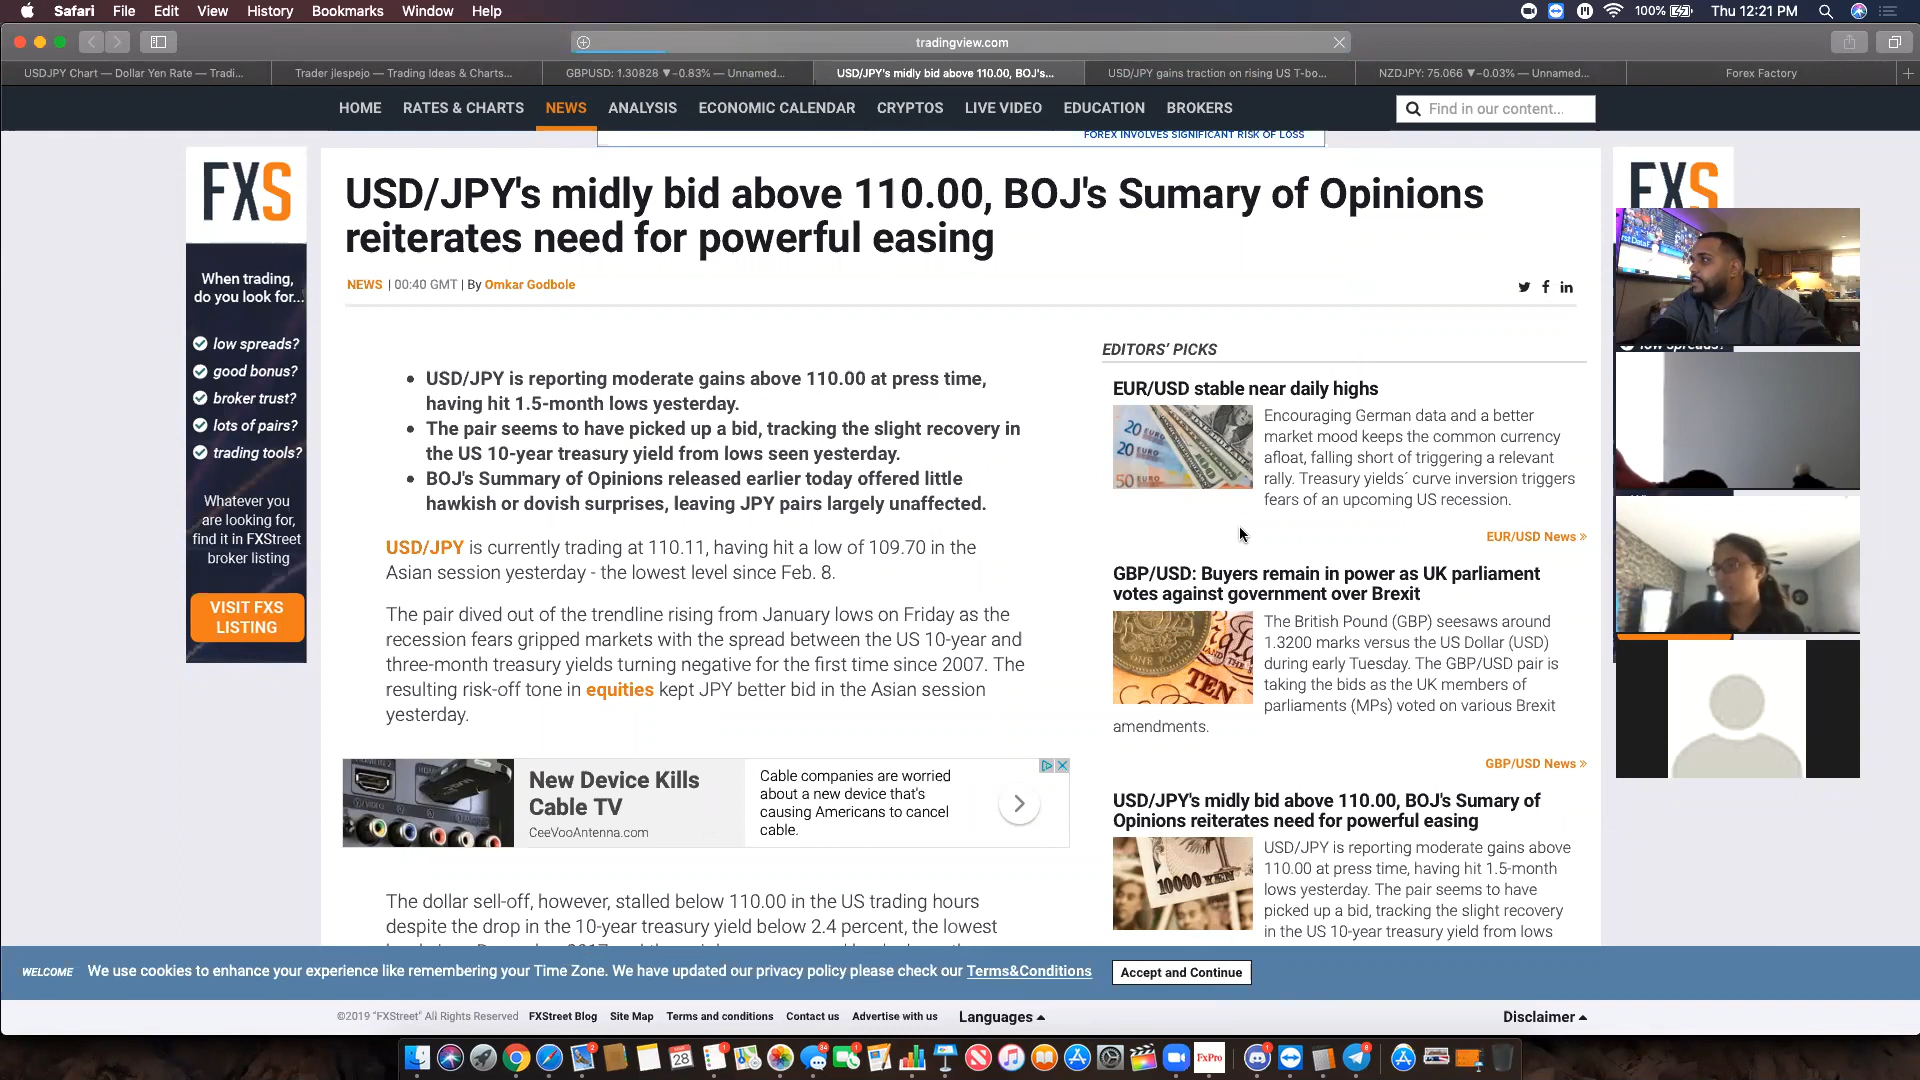 Safari File Edit View History Bookmarks Window Help
100% Thu 12:21 PM
tradingview.com
USDJPY Chart — Dollar Yen Rate — Tradi...
Trader jlespejo — Trading Ideas & Charts...
GBPUSD: 1.30828 ▼−0.83% — Unnamed...
USD/JPY's midly bid above 110.00, BOJ's...
USD/JPY gains traction on rising US T-bo...
NZDJPY: 75.066 ▼−0.03% — Unnamed...
Forex Factory
HOME RATES & CHARTS NEWS ANALYSIS ECONOMIC CALENDAR CRYPTOS LIVE VIDEO EDUCATION BROKERS
Find in our content...
FOREX INVOLVES SIGNIFICANT RISK OF LOSS
FXS
When trading,
do you look for...
low spreads?
good bonus?
broker trust?
lots of pairs?
trading tools?
Whatever you
are looking for,
find it in FXStreet
broker listing
VISIT FXS
LISTING
USD/JPY's midly bid above 110.00, BOJ's Sumary of Opinions
reiterates need for powerful easing
NEWS | 00:40 GMT | By Omkar Godbole
• USD/JPY is reporting moderate gains above 110.00 at press time,
having hit 1.5-month lows yesterday.
• The pair seems to have picked up a bid, tracking the slight recovery in
the US 10-year treasury yield from lows seen yesterday.
• BOJ's Summary of Opinions released earlier today offered little
hawkish or dovish surprises, leaving JPY pairs largely unaffected.
USD/JPY is currently trading at 110.11, having hit a low of 109.70 in the
Asian session yesterday - the lowest level since Feb. 8.
The pair dived out of the trendline rising from January lows on Friday as the
recession fears gripped markets with the spread between the US 10-year and
three-month treasury yields turning negative for the first time since 2007. The
resulting risk-off tone in equities kept JPY better bid in the Asian session
yesterday.
New Device Kills
Cable TV
CeeVooAntenna.com
Cable companies are worried
about a new device that's
causing Americans to cancel
cable.
The dollar sell-off, however, stalled below 110.00 in the US trading hours
despite the drop in the 10-year treasury yield below 2.4 percent, the lowest
EDITORS' PICKS
EUR/USD stable near daily highs
Encouraging German data and a better
market mood keeps the common currency
afloat, falling short of triggering a relevant
rally. Treasury yields´ curve inversion triggers
fears of an upcoming US recession.
EUR/USD News »
GBP/USD: Buyers remain in power as UK parliament
votes against government over Brexit
The British Pound (GBP) seesaws around
1.3200 marks versus the US Dollar (USD)
during early Tuesday. The GBP/USD pair is
taking the bids as the UK members of
parliaments (MPs) voted on various Brexit
amendments.
GBP/USD News »
USD/JPY's midly bid above 110.00, BOJ's Sumary of
Opinions reiterates need for powerful easing
USD/JPY is reporting moderate gains above
110.00 at press time, having hit 1.5-month
lows yesterday. The pair seems to have
picked up a bid, tracking the slight recovery
in the US 10-year treasury yield from lows
FXS
WELCOME We use cookies to enhance your experience like remembering your Time Zone. We have updated our privacy policy please check our Terms&Conditions
Accept and Continue
©2019 "FXStreet" All Rights Reserved FXStreet Blog Site Map Terms and conditions Contact us Advertise with us Languages
Disclaimer
28
FxPro